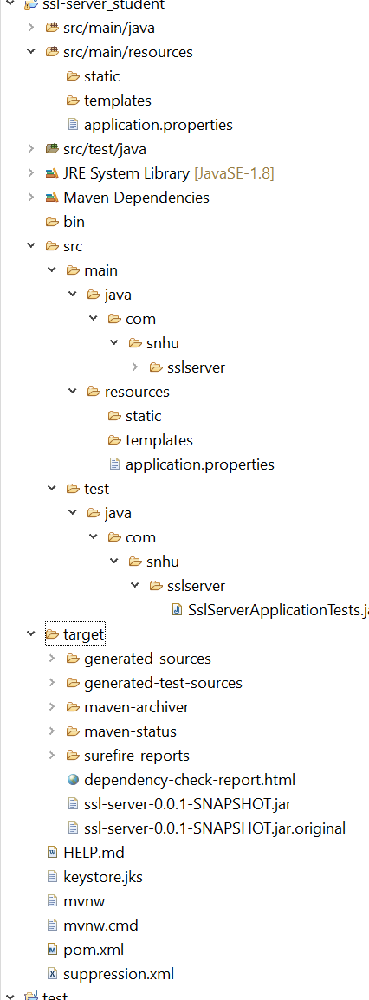 ssl-server_student
src/main/java
src/main/resources
static
templates
application.properties
src/test/java
JRE System Library [JavaSE-1.8]
Maven Dependencies
bin
src
main
java
com
snhu
sslserver
resources
static
templates
application.properties
test
java
com
snhu
sslserver
SslServerApplicationTests.ja
target
generated-sources
generated-test-sources
maven-archiver
maven-status
surefire-reports
dependency-check-report.html
ssl-server-0.0.1-SNAPSHOT.jar
ssl-server-0.0.1-SNAPSHOT.jar.original
HELP.md
keystore.jks
mvnw
mvnw.cmd
pom.xml
suppression.xml
test